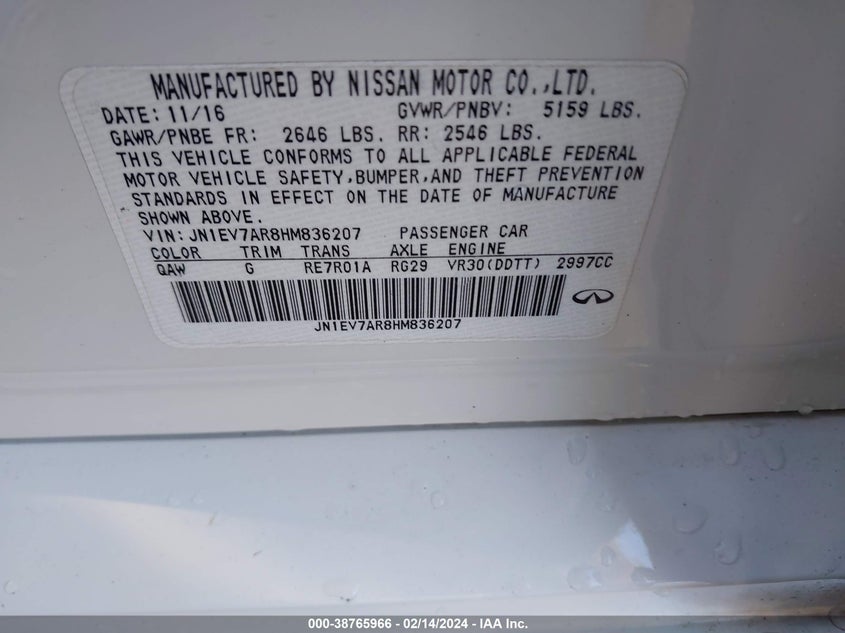 MANUFACTURED BY NISSAN MOTOR CO.,LTD.
DATE: 11/16 GVWR/PNBV: 5159 LBS.
GAWR/PNBE FR: 2646 LBS. RR: 2546 LBS.
THIS VEHICLE CONFORMS TO ALL APPLICABLE FEDERAL
MOTOR VEHICLE SAFETY,BUMPER,AND THEFT PREVENTION
STANDARDS IN EFFECT ON THE DATE OF MANUFACTURE
SHOWN ABOVE.
VIN:JN1EV7AR8HM836207 PASSENGER CAR
COLOR TRIM TRANS AXLE ENGINE
QAW G RE7R01A RG29 VR30(DDTT) 2997CC
JN1EV7AR8HM836207
000-38765966 - 02/14/2024 - IAA Inc.